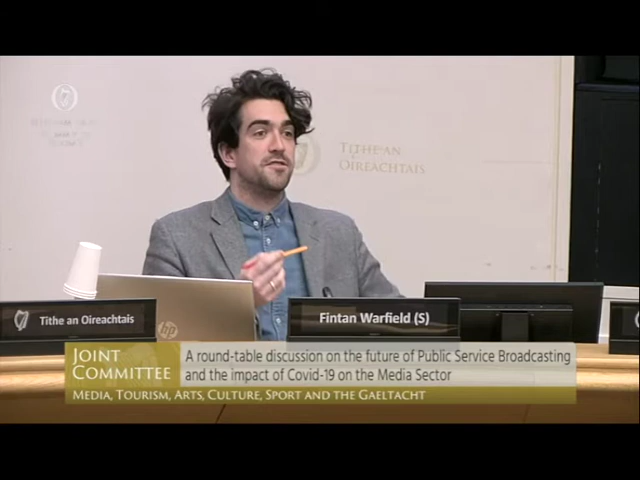 TITHE AN
OIREACHTAIS
hp
Tithe an Oireachtais
Fintan Warfield (S)
JOINT
COMMITTEE
A round-table discussion on the future of Public Service Broadcasting
and the impact of Covid-19 on the Media Sector
MEDIA, TOURISM, ARTS, CULTURE, SPORT AND THE GAELTACHT